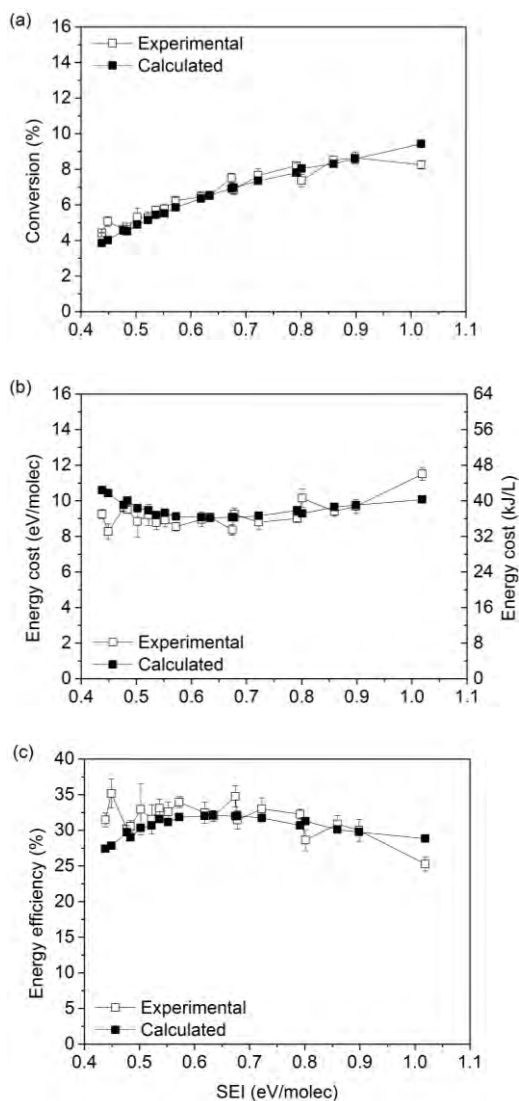 (a)
16
14
12
10
8
6
4
2
0
Conversion (%)
Experimental
Calculated
0.4 0.5 0.6 0.7 0.8 0.9 1.0 1.1
(b)
16
14
12
10
8
6
4
2
0
Energy cost (eV/molec)
64
56
48
40
32
24
16
8
0
Energy cost (kJ/L)
Experimental
Calculated
0.4 0.5 0.6 0.7 0.8 0.9 1.0 1.1
(c)
40
35
30
25
20
15
10
5
0
Energy efficiency (%)
Experimental
Calculated
0.4 0.5 0.6 0.7 0.8 0.9 1.0 1.1
SEI (eV/molec)